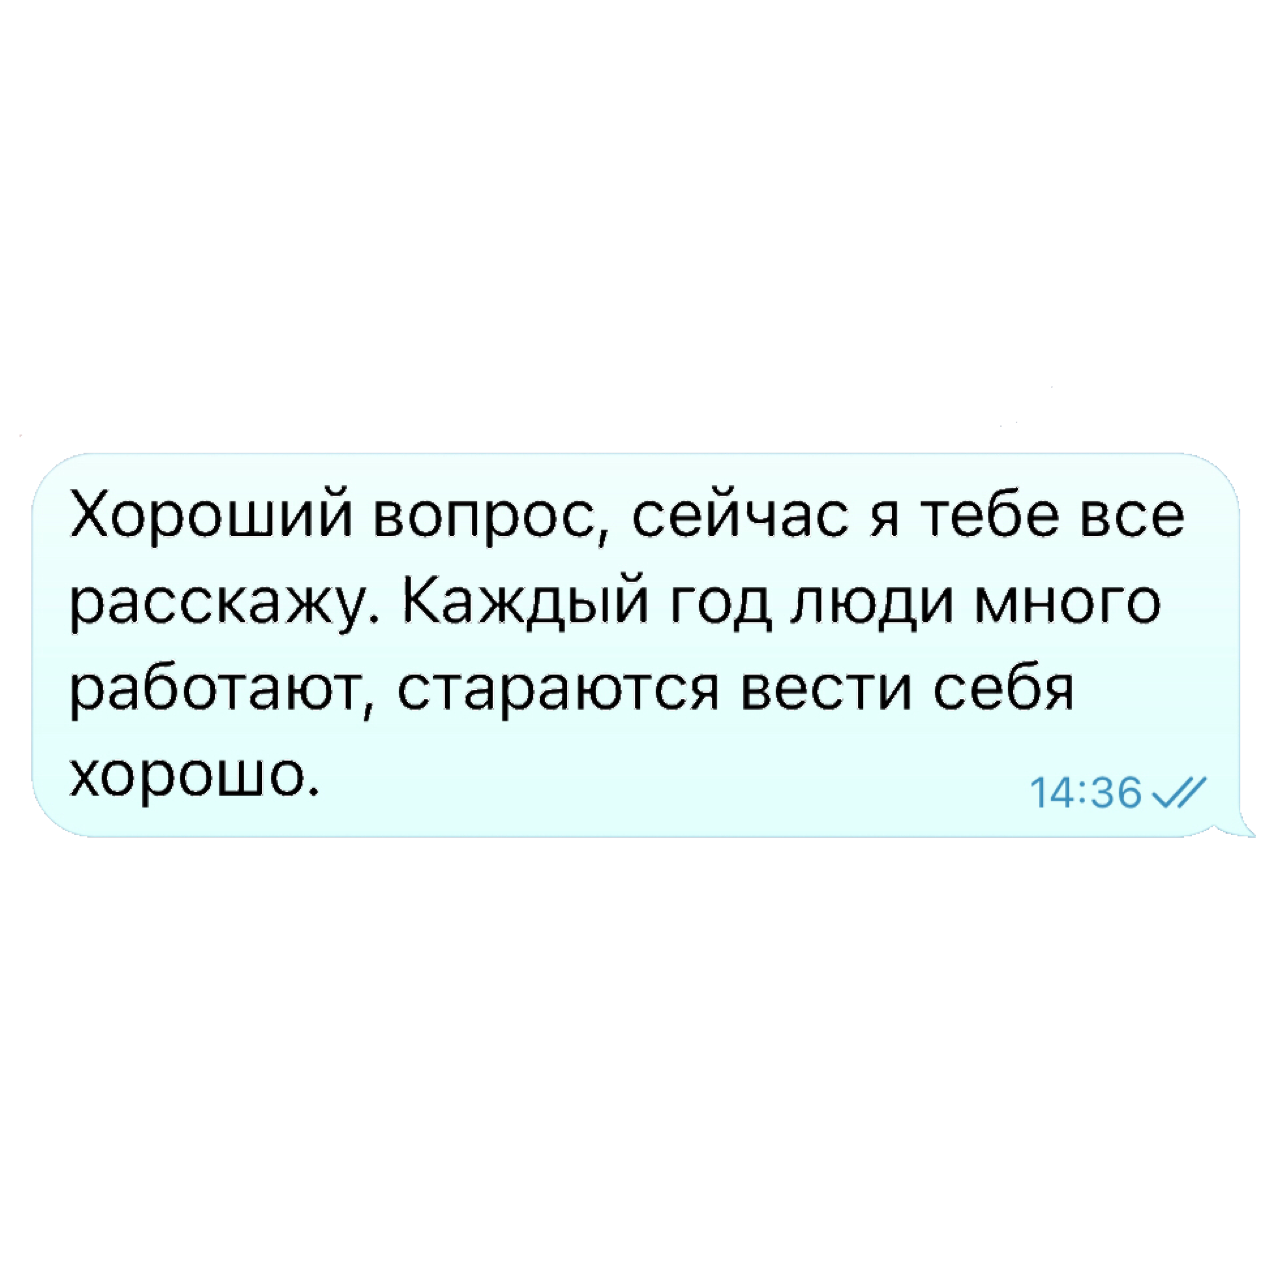 Хороший вопрос, сейчас я тебе все
расскажу. Каждый год люди много
работают, стараются вести себя
хорошо.
14:36